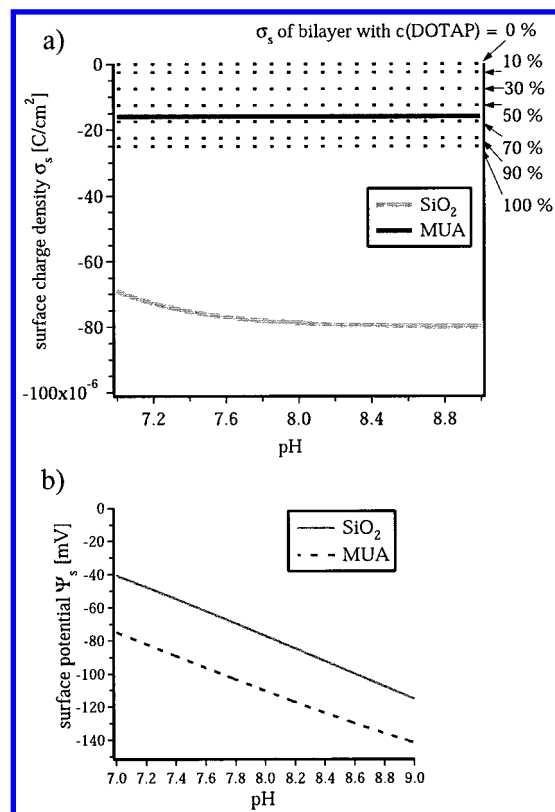 a)
σs of bilayer with c(DOTAP) = 0 %
10 %
30 %
50 %
70 %
90 %
100 %
0
-20
-40
-60
-80
-100x10⁻⁶
surface charge density σs [C/cm²]
SiO₂
MUA
7.2 7.6 8.0 8.4 8.8
pH
b)
0
-20
-40
-60
-80
-100
-120
-140
surface potential Ψs [mV]
SiO₂
MUA
7.0 7.2 7.4 7.6 7.8 8.0 8.2 8.4 8.6 8.8 9.0
pH